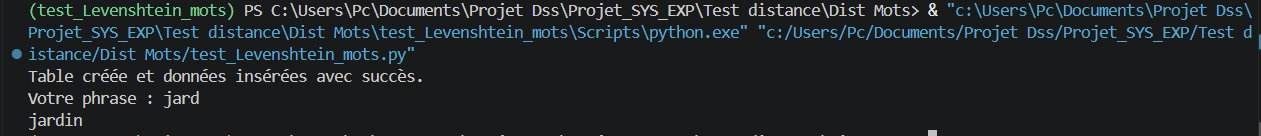 (test_Levenshtein_mots) PS C:\Users\Pc\Documents\Projet Dss\Projet_SYS_EXP\Test distance\Dist Mots> & "c:\Users\Pc\Documents\Projet Dss\
Projet_SYS_EXP\Test distance\Dist Mots\test_Levenshtein_mots\Scripts\python.exe" "c:/Users/Pc/Documents/Projet Dss/Projet_SYS_EXP/Test d
istance/Dist Mots/test_Levenshtein_mots.py"
Table créée et données insérées avec succès.
Votre phrase : jard
jardin